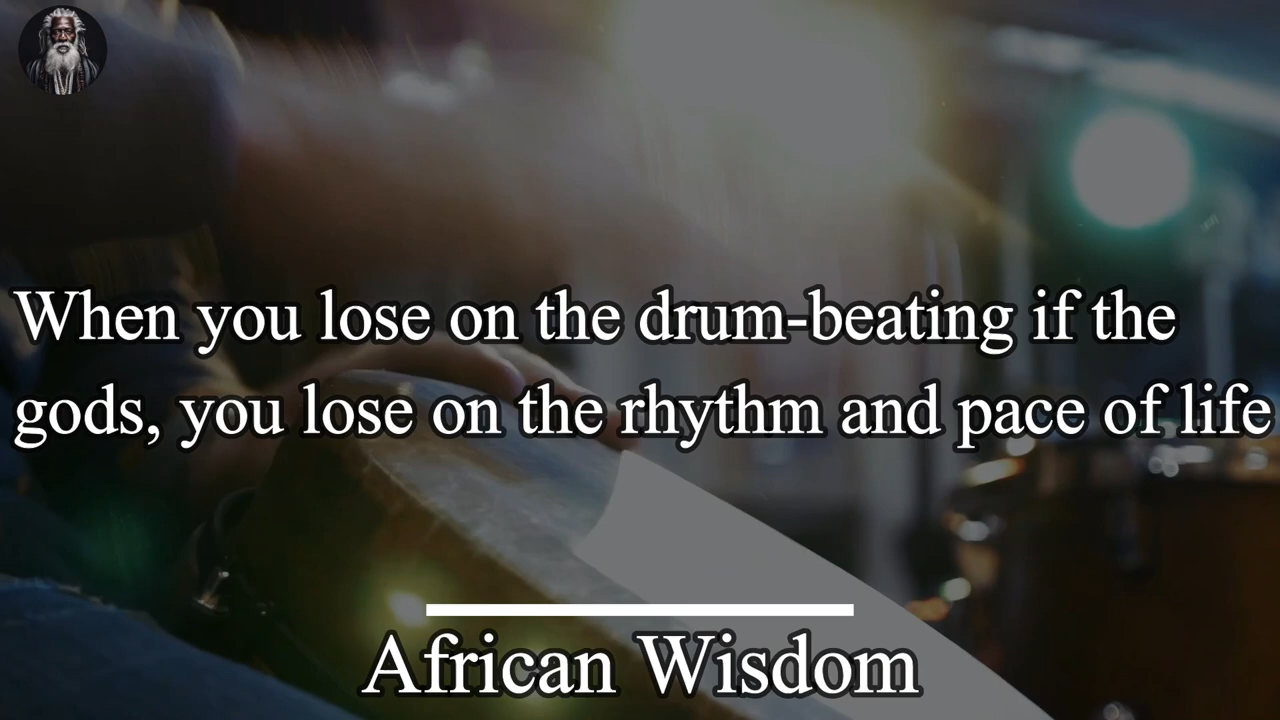 When you lose on the drum-beating if the
gods, you lose on the rhythm and pace of life
African Wisdom